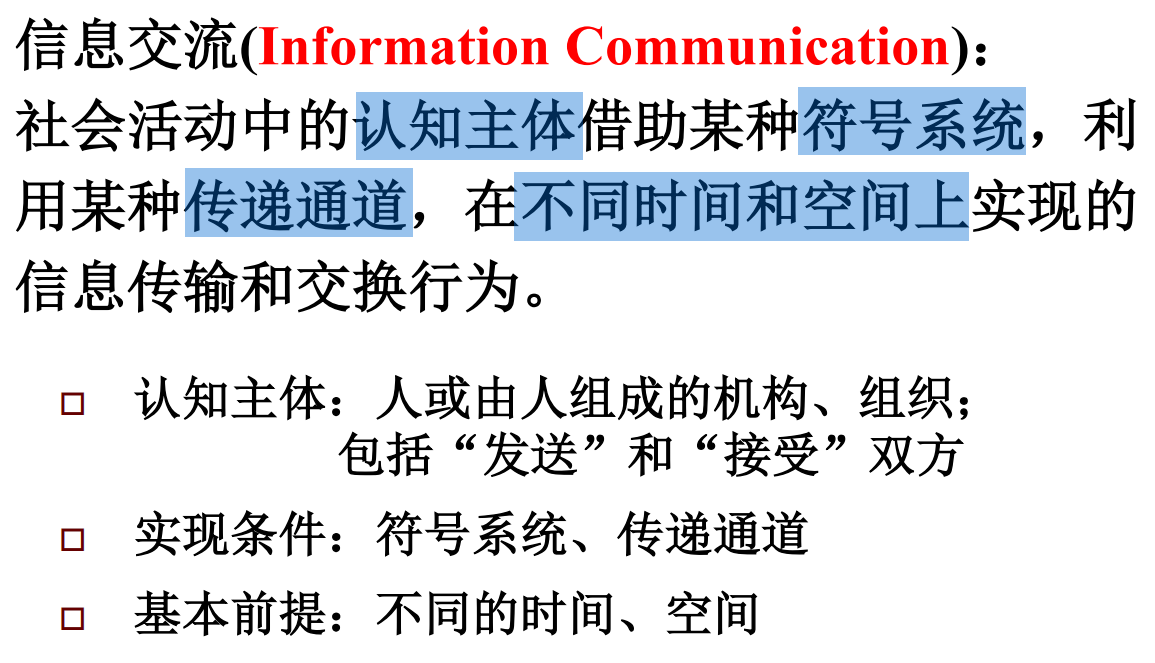 信息交流(Information Communication)：
社会活动中的认知主体借助某种符号系统，利
用某种传递通道，在不同时间和空间上实现的
信息传输和交换行为。
认知主体：人或由人组成的机构、组织；
包括“发送”和“接受”双方
实现条件：符号系统、传递通道
基本前提：不同的时间、空间